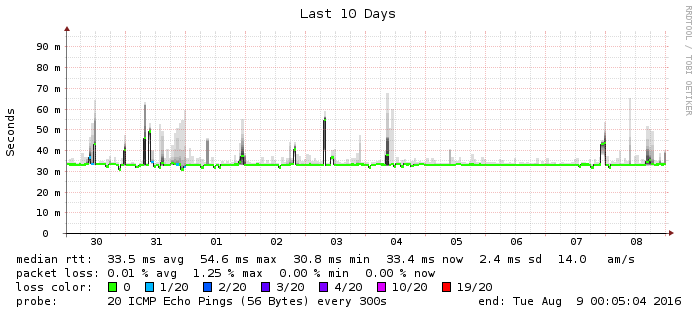 Last 10 Days
RRDTOOL / TOBI OETIKER
Seconds
90 m
80 m
70 m
60 m
50 m
40 m
30 m
20 m
10 m
0
30 31 01 02 03 04 05 06 07 08
median rtt: 33.5 ms avg 54.6 ms max 30.8 ms min 33.4 ms now 2.4 ms sd 14.0 am/s
packet loss: 0.01 % avg 1.25 % max 0.00 % min 0.00 % now
loss color: 0 1/20 2/20 3/20 4/20 10/20 19/20
probe: 20 ICMP Echo Pings (56 Bytes) every 300s end: Tue Aug 9 00:05:04 2016